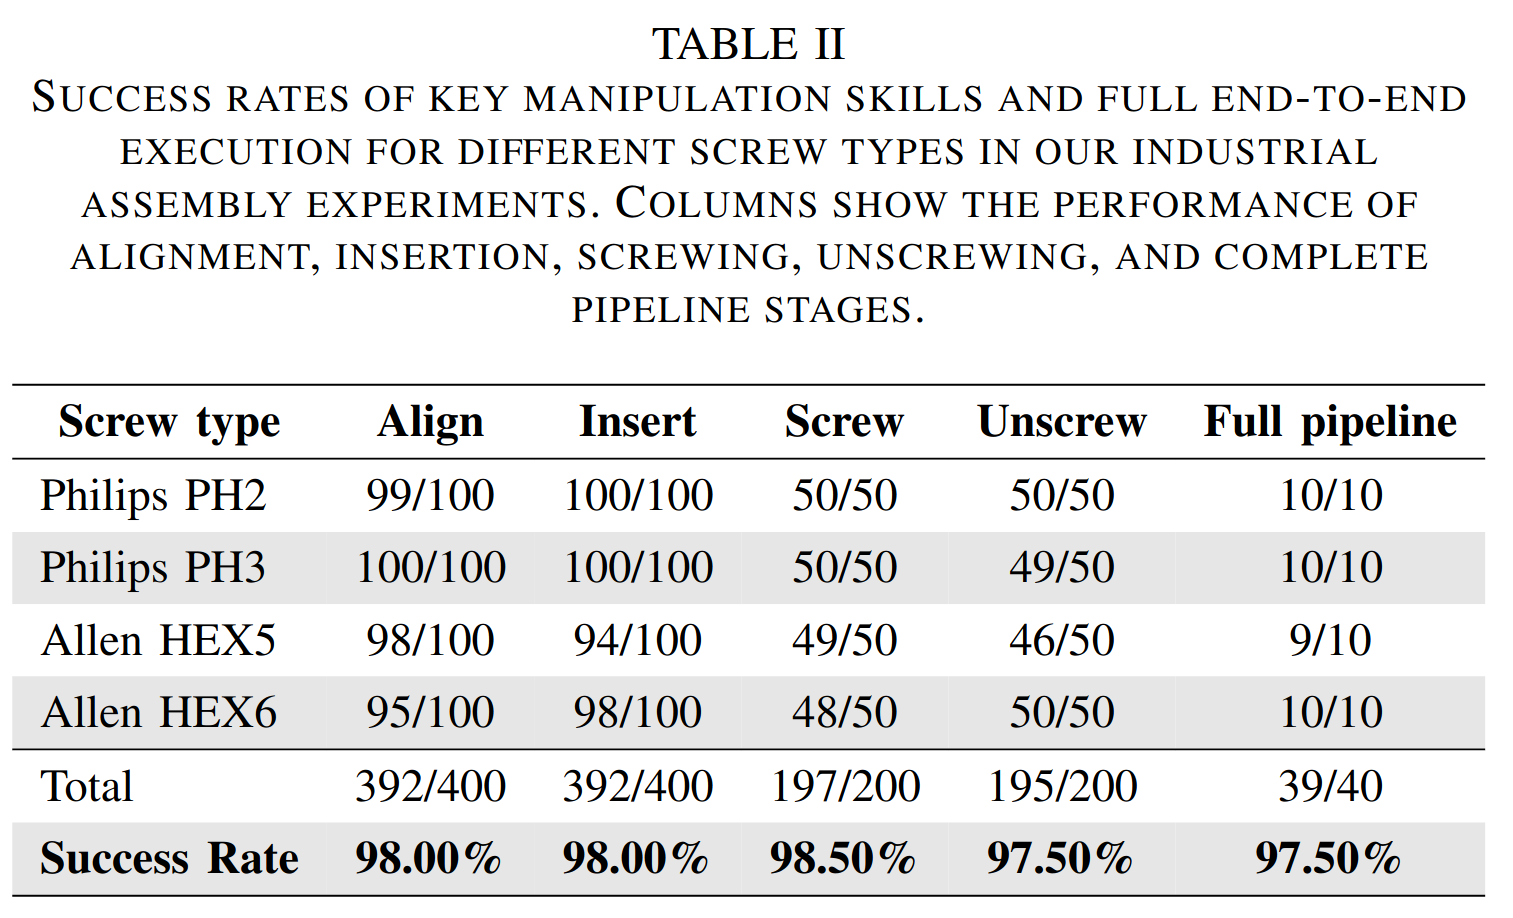 TABLE II
SUCCESS RATES OF KEY MANIPULATION SKILLS AND FULL END-TO-END
EXECUTION FOR DIFFERENT SCREW TYPES IN OUR INDUSTRIAL
ASSEMBLY EXPERIMENTS. COLUMNS SHOW THE PERFORMANCE OF
ALIGNMENT, INSERTION, SCREWING, UNSCREWING, AND COMPLETE
PIPELINE STAGES.
Screw type Align Insert Screw Unscrew Full pipeline
Philips PH2 99/100 100/100 50/50 50/50 10/10
Philips PH3 100/100 100/100 50/50 49/50 10/10
Allen HEX5 98/100 94/100 49/50 46/50 9/10
Allen HEX6 95/100 98/100 48/50 50/50 10/10
Total 392/400 392/400 197/200 195/200 39/40
Success Rate 98.00% 98.00% 98.50% 97.50% 97.50%